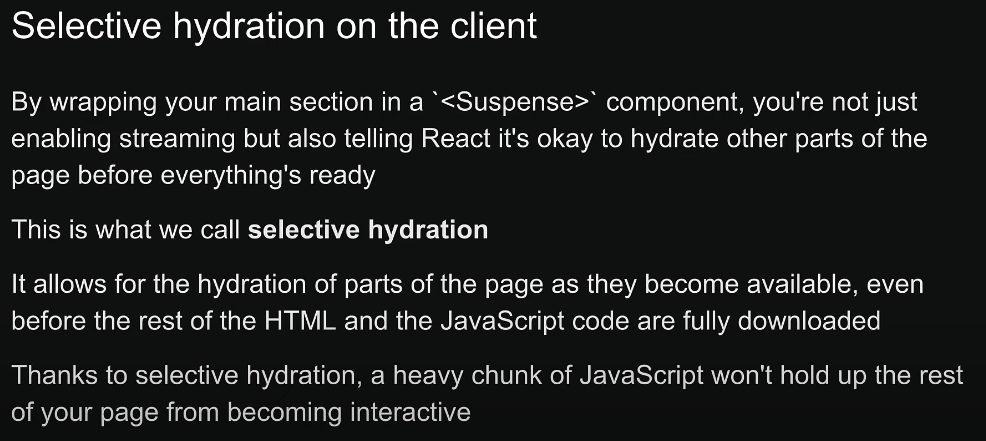 Selective hydration on the client
By wrapping your main section in a `<Suspense>` component, you're not just
enabling streaming but also telling React it's okay to hydrate other parts of the
page before everything's ready
This is what we call selective hydration
It allows for the hydration of parts of the page as they become available, even
before the rest of the HTML and the JavaScript code are fully downloaded
Thanks to selective hydration, a heavy chunk of JavaScript won't hold up the rest
of your page from becoming interactive